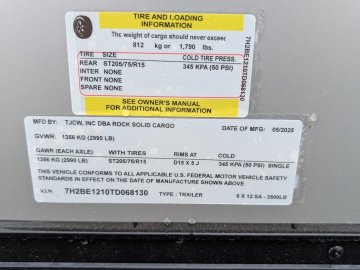 TIRE AND LOADING
INFORMATION
The weight of cargo should never exceed
812 kg or 1,790 lbs.
TIRE SIZE COLD TIRE PRESS.
REAR ST205/75/R15 345 KPA (50 PSI)
INTER NONE
FRONT NONE
SPARE NONE
SEE OWNER'S MANUAL
FOR ADDITIONAL INFORMATION
7H2BE1210TD068130
MFD BY: TJCW, INC DBA ROCK SOLID CARGO DATE OF MFG: 05/2025
GVWR: 1356 KG (2990 LB)
GAWR (EACH AXLE) WITH TIRES RIMS AT COLD
1356 KG (2990 LB) ST205/75/R15 D15 X 5 J 345 KPA (50 PSI) SINGLE
THIS VEHICLE CONFORMS TO ALL APPLICABLE U.S. FEDERAL MOTOR VEHICLE SAFETY
STANDARDS IN EFFECT ON THE DATE OF MANUFACTURE SHOWN ABOVE
V.I.N 7H2BE1210TD068130 TYPE : TRAILER 6 X 12 SA - 3500LB